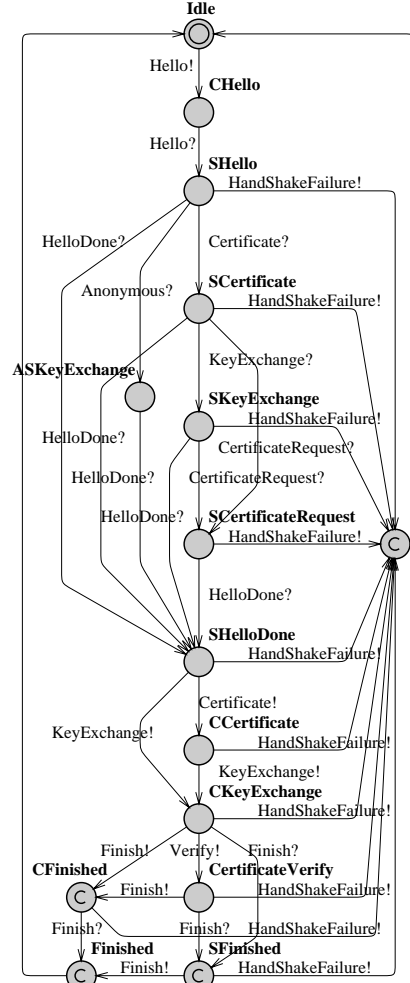 Idle
Hello!
CHello
Hello?
SHello
HandShakeFailure!
HelloDone?
Certificate?
SCertificate
Anonymous?
HandShakeFailure!
KeyExchange?
ASKeyExchange
SKeyExchange
HandShakeFailure!
HelloDone?
CertificateRequest?
HelloDone?
CertificateRequest?
HelloDone?
SCertificateRequest
HandShakeFailure!
C
HelloDone?
SHelloDone
HandShakeFailure!
Certificate!
CCertificate
KeyExchange!
HandShakeFailure!
KeyExchange!
CKeyExchange
HandShakeFailure!
Finish!
Verify!
Finish?
CFinished
CertificateVerify
C
Finish!
HandShakeFailure!
Finish?
Finish?
HandShakeFailure!
Finished
SFinished
C
Finish!
C
HandShakeFailure!